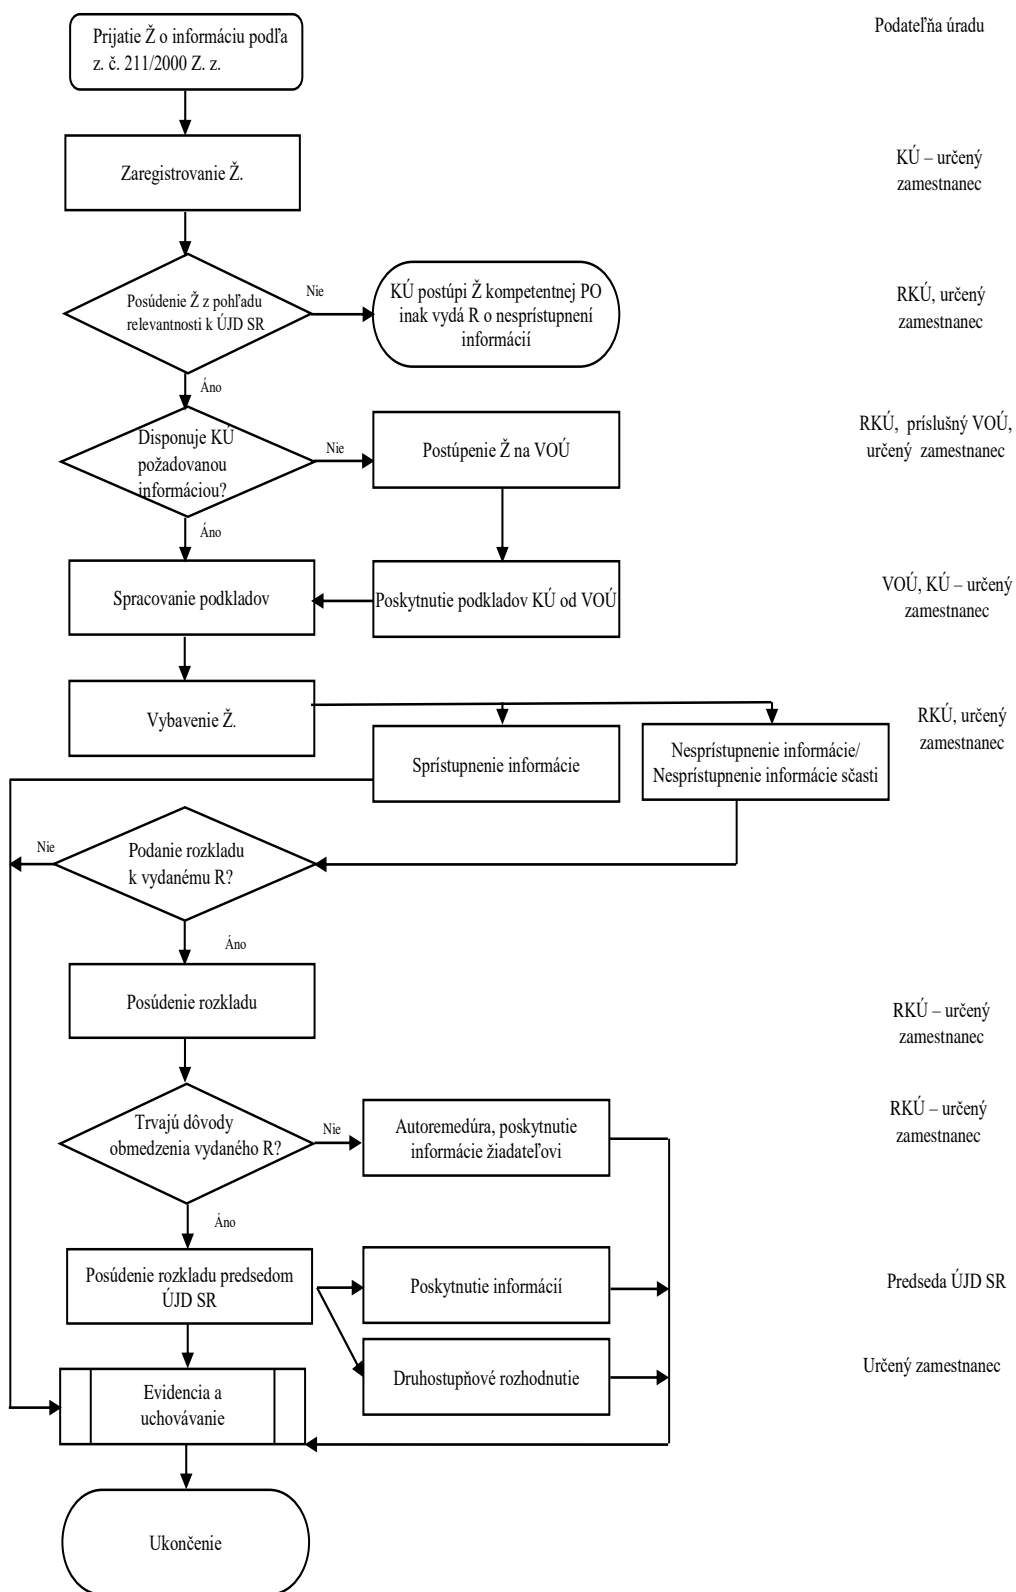 Prijatie Ž o informáciu podľa
z. č. 211/2000 Z. z.
Podateľňa úradu
Zaregistrovanie Ž.
KÚ – určený
zamestnanec
Posúdenie Ž z pohľadu
relevantnosti k ÚJD SR
Nie
KÚ postúpi Ž kompetentnej PO
inak vydá R o nesprístupnení
informácií
RKÚ, určený
zamestnanec
Áno
Disponuje KÚ
požadovanou
informáciou?
Nie
Postúpenie Ž na VOÚ
RKÚ, príslušný VOÚ,
určený zamestnanec
Áno
Spracovanie podkladov
Poskytnutie podkladov KÚ od VOÚ
VOÚ, KÚ – určený
zamestnanec
Vybavenie Ž.
Sprístupnenie informácie
Nesprístupnenie informácie/
Nesprístupnenie informácie sčasti
RKÚ, určený
zamestnanec
Nie
Podanie rozkladu
k vydanému R?
Áno
Posúdenie rozkladu
RKÚ – určený
zamestnanec
Trvajú dôvody
obmedzenia vydaného R?
Nie
Autoremedúra, poskytnutie
informácie žiadateľovi
RKÚ – určený
zamestnanec
Áno
Posúdenie rozkladu predsedom
ÚJD SR
Poskytnutie informácií
Predseda ÚJD SR
Druhostupňové rozhodnutie
Určený zamestnanec
Evidencia a
uchovávanie
Ukončenie